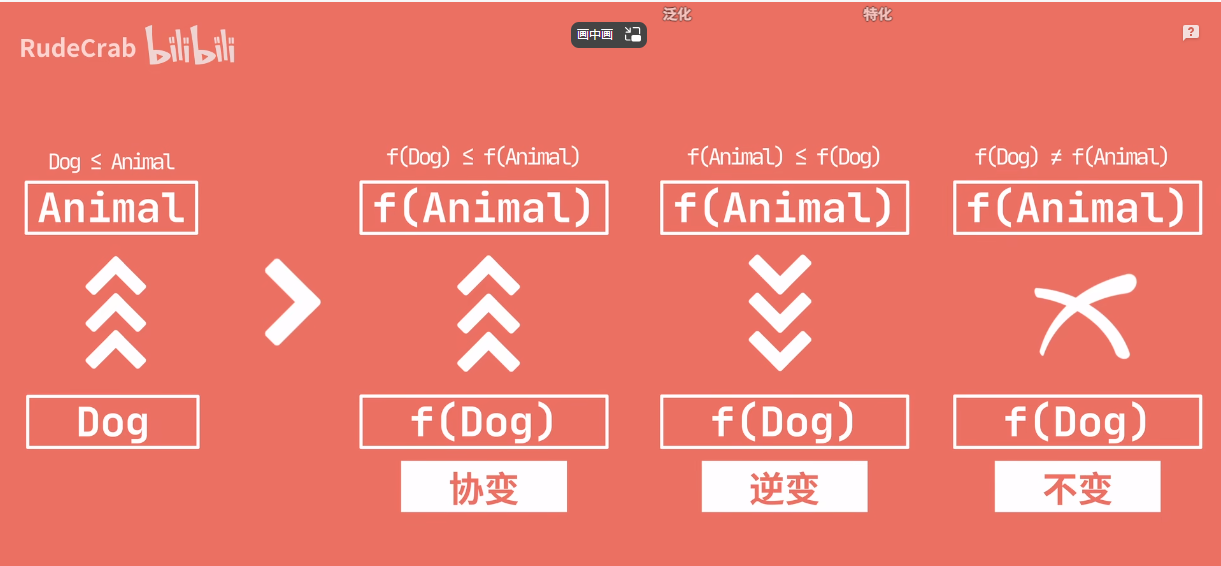 泛化
特化
画中画
?
RudeCrab bilibili
Dog ≤ Animal
f(Dog) ≤ f(Animal)
f(Animal) ≤ f(Dog)
f(Dog) ≠ f(Animal)
Animal
f(Animal)
f(Animal)
f(Animal)
Dog
f(Dog)
f(Dog)
f(Dog)
协变
逆变
不变